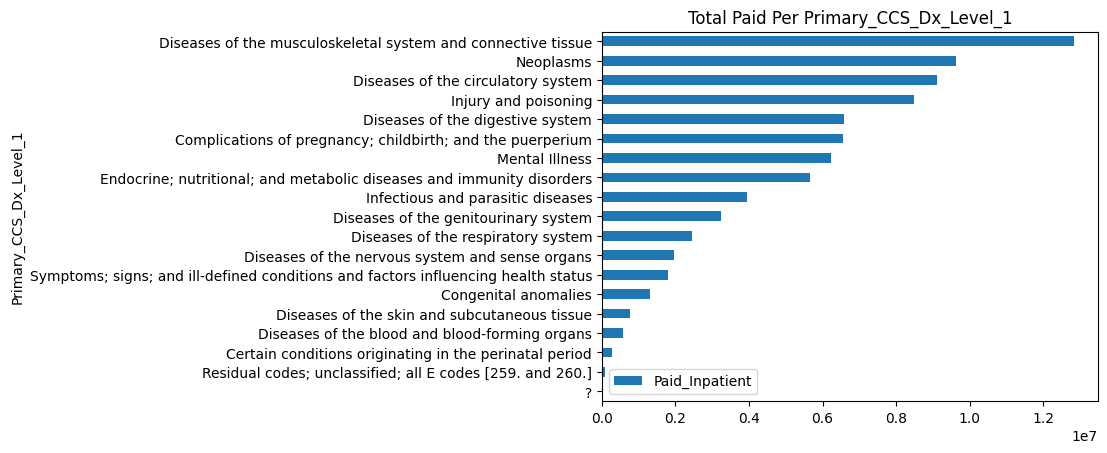 Total Paid Per Primary_CCS_Dx_Level_1
Primary_CCS_Dx_Level_1
Diseases of the musculoskeletal system and connective tissue
Neoplasms
Diseases of the circulatory system
Injury and poisoning
Diseases of the digestive system
Complications of pregnancy; childbirth; and the puerperium
Mental Illness
Endocrine; nutritional; and metabolic diseases and immunity disorders
Infectious and parasitic diseases
Diseases of the genitourinary system
Diseases of the respiratory system
Diseases of the nervous system and sense organs
Symptoms; signs; and ill-defined conditions and factors influencing health status
Congenital anomalies
Diseases of the skin and subcutaneous tissue
Diseases of the blood and blood-forming organs
Certain conditions originating in the perinatal period
Residual codes; unclassified; all E codes [259. and 260.]
?
Paid_Inpatient
0.0 0.2 0.4 0.6 0.8 1.0 1.2
1e7